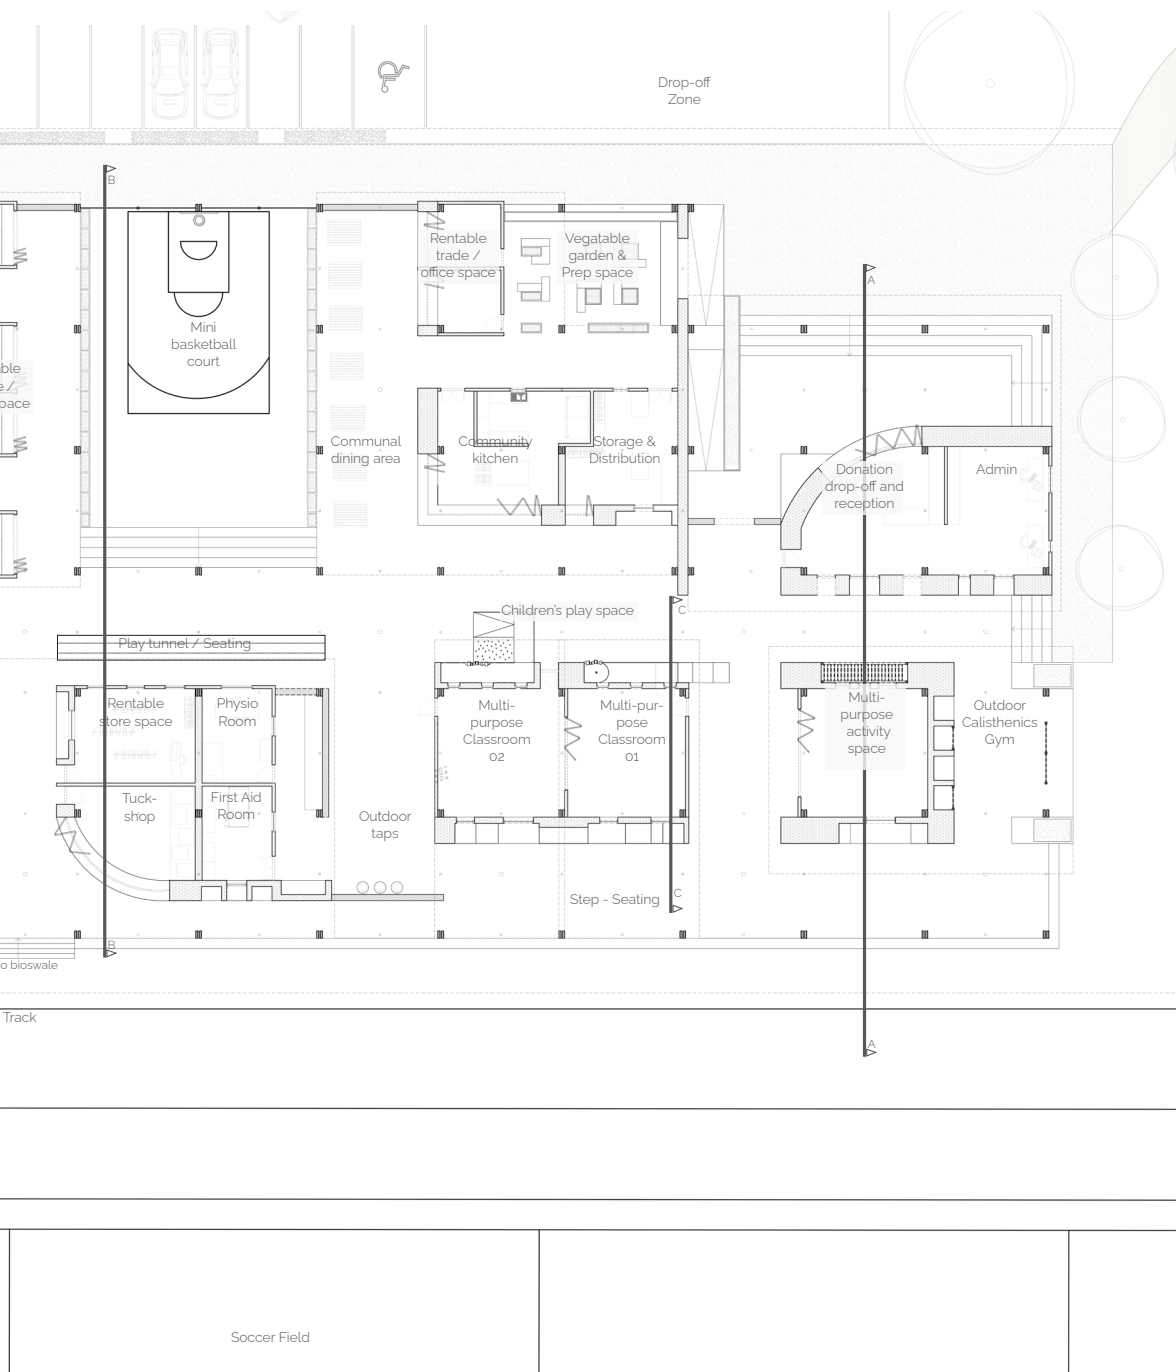 Drop-off
Zone
B
Rentable
trade /
office space
Vegatable
garden &
Prep space
A
Mini
basketball
court
Communal
dining area
Community
kitchen
Storage &
Distribution
Donation
drop-off and
reception
Admin
Children's play space
C
Play tunnel / Seating
Rentable
store space
Physio
Room
Multi-
purpose
Classroom
02
Multi-pur-
pose
Classroom
01
Multi-
purpose
activity
space
Outdoor
Calisthenics
Gym
Tuck-
shop
First Aid
Room
Outdoor
taps
Step - Seating
C
B
o bioswale
Track
A
Soccer Field